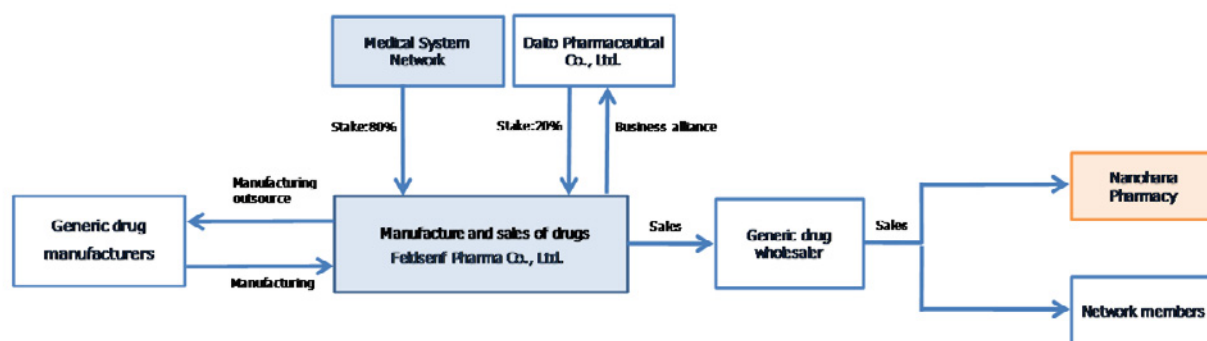 Medical System
Network
Daito Pharmaceutical
Co., Ltd.
Stake:80%
Stake:20%
Business alliance
Manufacturing
outsource
Generic drug
manufacturers
Manufacturing
Manufacture and sales of drugs
Feldsenf Pharma Co., Ltd.
Sales
Generic drug
wholesaler
Sales
Nanohana
Pharmacy
Network members